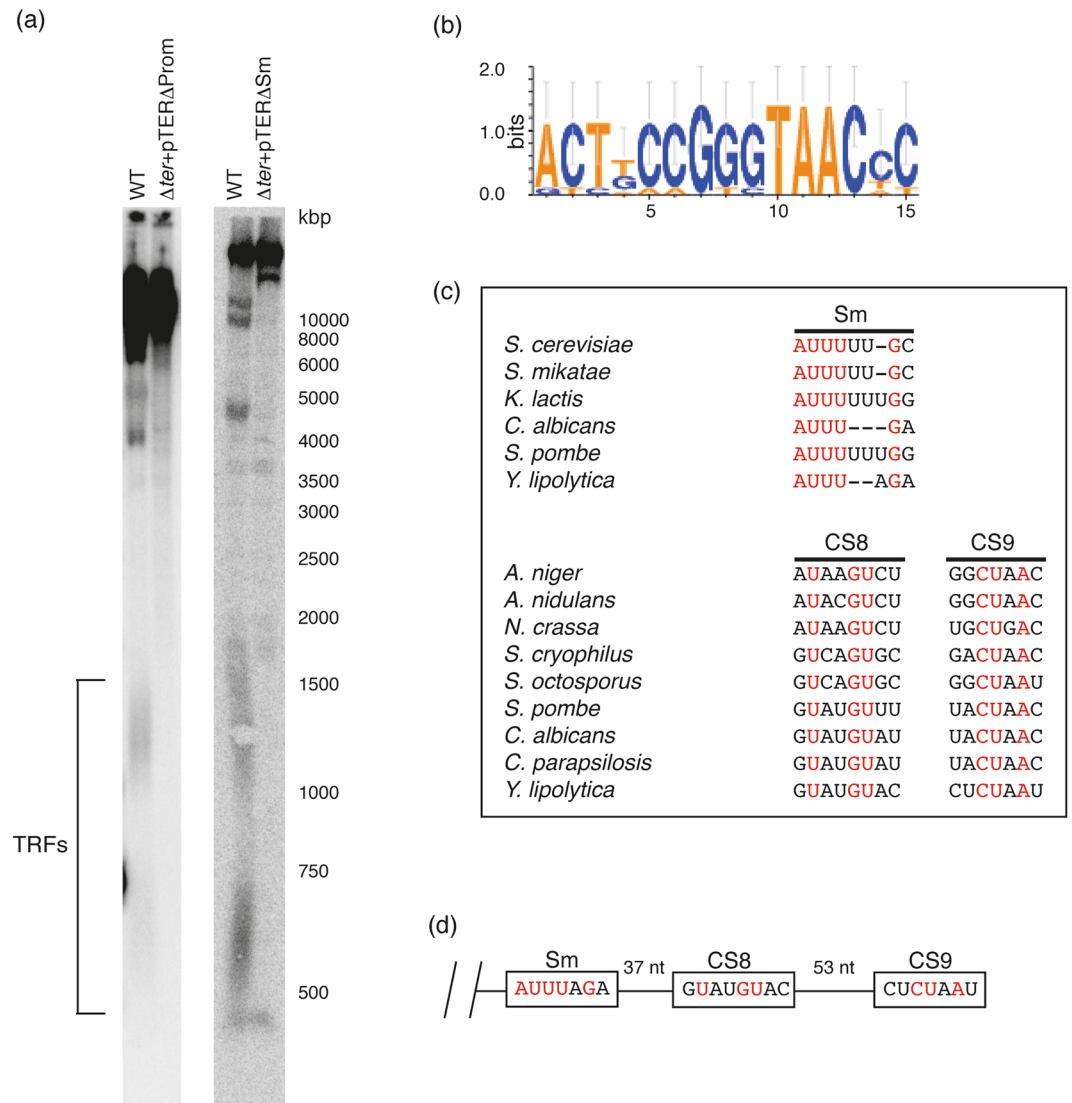 (a)
WT
Δter+pTERΔProm
WT
Δter+pTERΔSm
kbp
10000
8000
6000
5000
4000
3500
3000
2500
2000
1500
1000
750
500
TRFs
(b)
2.0
1.0
0.0
bits
ACTTCCGGGTAACCC
5
10
15
(c)
Sm
S. cerevisiae AUUUUU-GC
S. mikatae AUUUUU-GC
K. lactis AUUUUUUGG
C. albicans AUUU---GA
S. pombe AUUUUUUGG
Y. lipolytica AUUU--AGA
CS8 CS9
A. niger AUAAGUCU GGCUAAC
A. nidulans AUACGUCU GGCUAAC
N. crassa AUAAGUCU UGCUGAC
S. cryophilus GUCAGUGC GACUAAC
S. octosporus GUCAGUGC GGCUAAU
S. pombe GUAUGUUU UACUAAC
C. albicans GUAUGUAU UACUAAC
C. parapsilosis GUAUGUAU UACUAAC
Y. lipolytica GUAUGUAC CUCUAAU
(d)
Sm 37 nt CS8 53 nt CS9
AUUUAGA GUAUGUAC CUCUAAU